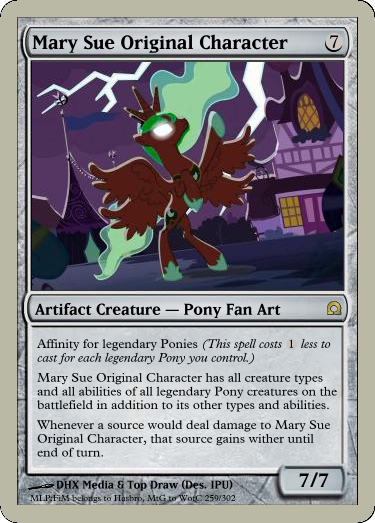 Mary Sue Original Character 7
Artifact Creature — Pony Fan Art
Affinity for legendary Ponies (This spell costs 1 less to
cast for each legendary Pony you control.)
Mary Sue Original Character has all creature types
and all abilities of all legendary Pony creatures on the
battlefield in addition to its other types and abilities.
Whenever a source would deal damage to Mary Sue
Original Character, that source gains wither until
end of turn.
DHX Media & Top Draw (Des. IPU)
MLP:FiM belongs to Hasbro, MtG to WotC 259/302
7/7